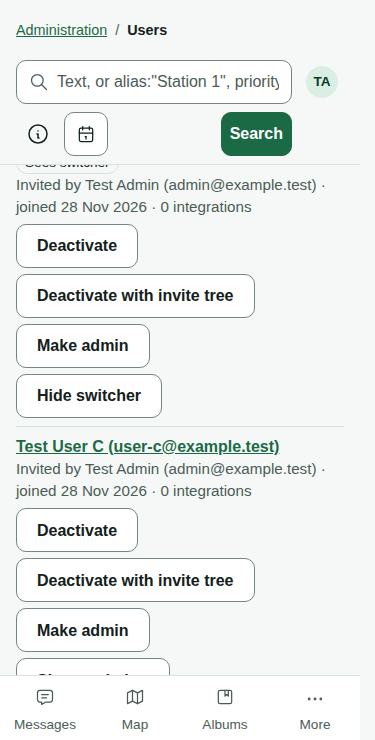 Administration / Users
Text, or alias:"Station 1", priority
TA
Search
Invited by Test Admin (admin@example.test) ·
joined 28 Nov 2026 · 0 integrations
Deactivate
Deactivate with invite tree
Make admin
Hide switcher
Test User C (user-c@example.test)
Invited by Test Admin (admin@example.test) ·
joined 28 Nov 2026 · 0 integrations
Deactivate
Deactivate with invite tree
Make admin
Messages Map Albums More